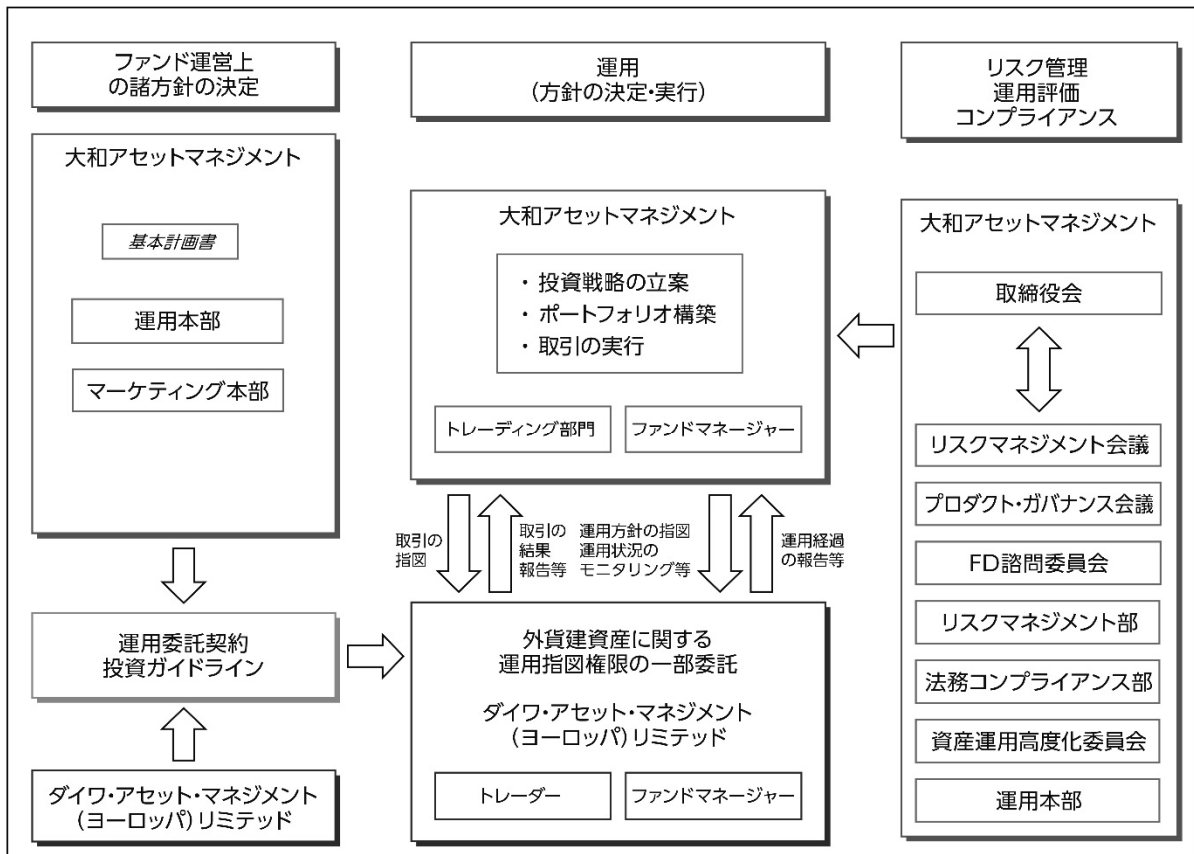 ファンド運営上
の諸方針の決定
大和アセットマネジメント
基本計画書
運用本部
マーケティング本部
運用委託契約
投資ガイドライン
ダイワ・アセット・マネジメント
(ヨーロッパ)リミテッド
運用
(方針の決定・実行)
大和アセットマネジメント
・ 投資戦略の立案
・ ポートフォリオ構築
・ 取引の実行
トレーディング部門
ファンドマネージャー
取引の
指図
取引の
結果
報告等
運用方針の指図
運用状況の
モニタリング等
運用経過
の報告等
外貨建資産に関する
運用指図権限の一部委託
ダイワ・アセット・マネジメント
(ヨーロッパ)リミテッド
トレーダー
ファンドマネージャー
リスク管理
運用評価
コンプライアンス
大和アセットマネジメント
取締役会
リスクマネジメント会議
プロダクト・ガバナンス会議
FD諮問委員会
リスクマネジメント部
法務コンプライアンス部
資産運用高度化委員会
運用本部